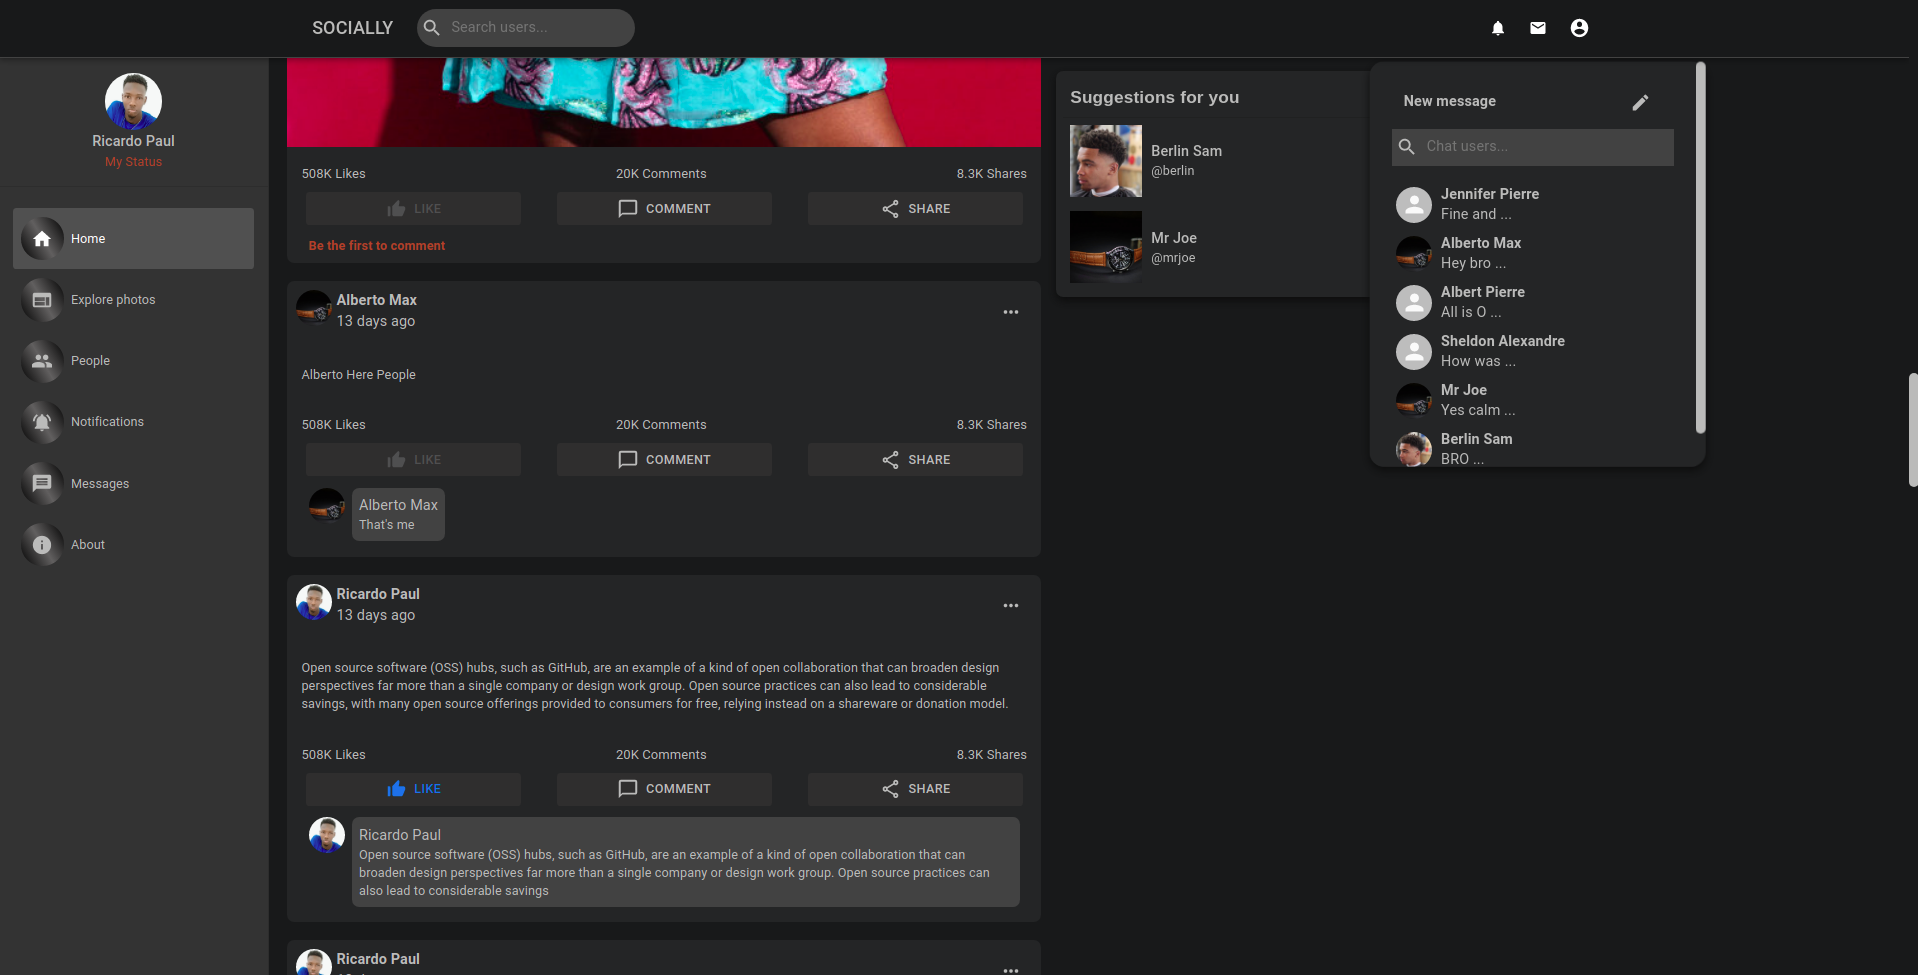 SOCIALLY
Search users...
Ricardo Paul
My Status
Home
Explore photos
People
Notifications
Messages
About
508K Likes
20K Comments
8.3K Shares
LIKE
COMMENT
SHARE
Be the first to comment
Alberto Max
13 days ago
Alberto Here People
508K Likes
20K Comments
8.3K Shares
LIKE
COMMENT
SHARE
Alberto Max
That's me
Ricardo Paul
13 days ago
Open source software (OSS) hubs, such as GitHub, are an example of a kind of open collaboration that can broaden design
perspectives far more than a single company or design work group. Open source practices can also lead to considerable
savings, with many open source offerings provided to consumers for free, relying instead on a shareware or donation model.
508K Likes
20K Comments
8.3K Shares
LIKE
COMMENT
SHARE
Ricardo Paul
Open source software (OSS) hubs, such as GitHub, are an example of a kind of open collaboration that can
broaden design perspectives far more than a single company or design work group. Open source practices can
also lead to considerable savings
Ricardo Paul
Suggestions for you
Berlin Sam
@berlin
Mr Joe
@mrjoe
New message
Chat users...
Jennifer Pierre
Fine and ...
Alberto Max
Hey bro ...
Albert Pierre
All is O ...
Sheldon Alexandre
How was ...
Mr Joe
Yes calm ...
Berlin Sam
BRO ...